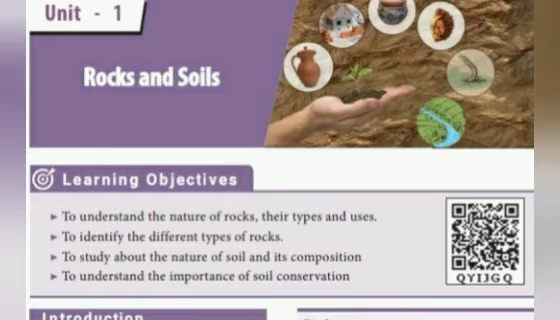 Unit - 1
Rocks and Soils
Learning Objectives
► To understand the nature of rocks, their types and uses.
► To identify the different types of rocks.
► To study about the nature of soil and its composition
► To understand the importance of soil conservation
QYIJGQ
Introduction